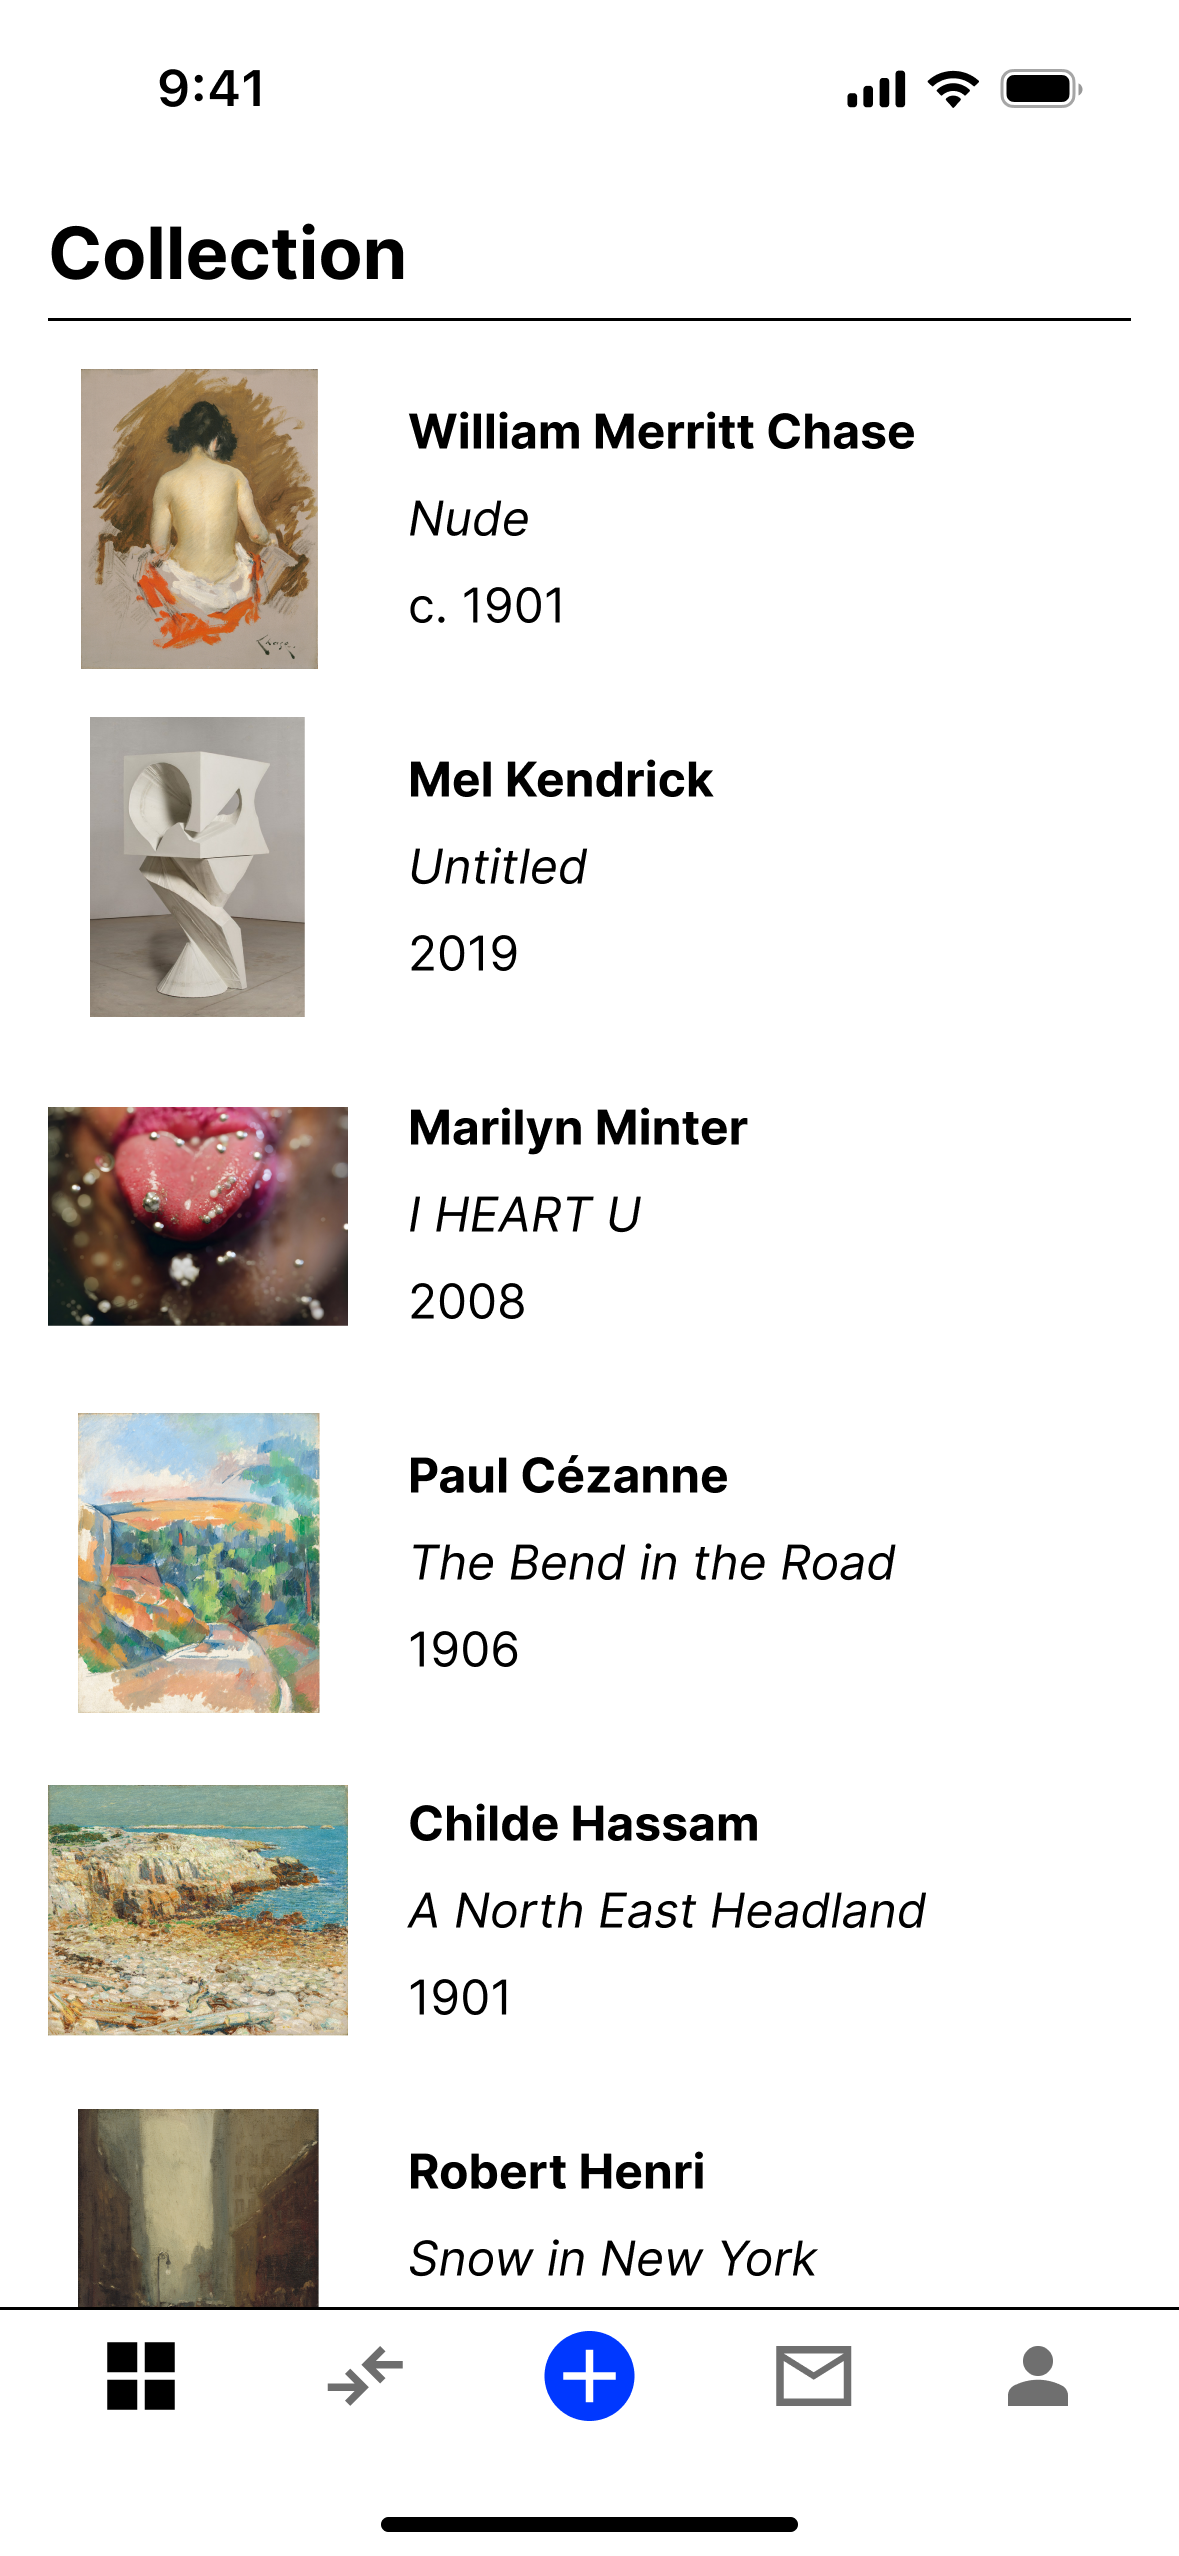 9:41
Collection
William Merritt Chase
Nude
c. 1901
Mel Kendrick
Untitled
2019
Marilyn Minter
I HEART U
2008
Paul Cézanne
The Bend in the Road
1906
Childe Hassam
A North East Headland
1901
Robert Henri
Snow in New York